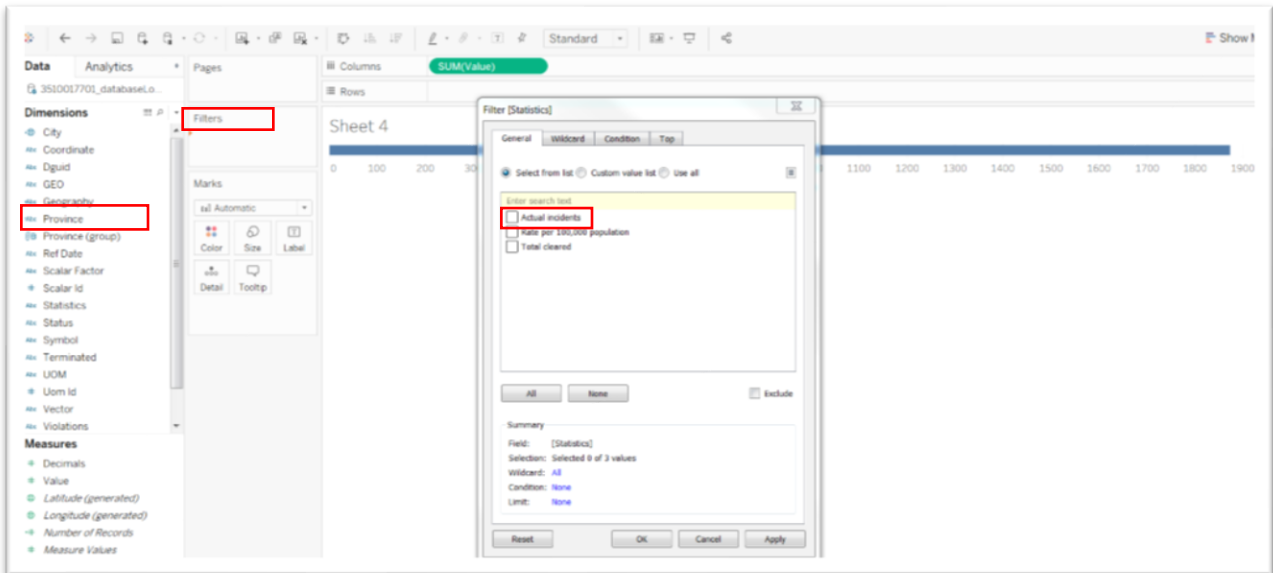 Standard
Show
Data Analytics
3510017701_databaseLo...
Dimensions
City
Coordinate
Dguid
GEO
Geography
Province
Province (group)
Ref Date
Scalar Factor
Scalar Id
Statistics
Status
Symbol
Terminated
UOM
Uom Id
Vector
Violations
Measures
Decimals
Value
Latitude (generated)
Longitude (generated)
Number of Records
Measure Values
Pages
Filters
Marks
Automatic
Color Size Label
Detail Tooltip
Columns SUM(Value)
Rows
Sheet 4
0 100 200 30 1100 1200 1300 1400 1500 1600 1700 1800 1900
Filter [Statistics]
General Wildcard Condition Top
Select from list Custom value list Use all
Enter search text
Actual incidents
Rate per 100,000 population
Total cleared
All None Exclude
Summary
Field: [Statistics]
Selection: Selected 0 of 3 values
Wildcard: All
Condition: None
Limit: None
Reset OK Cancel Apply